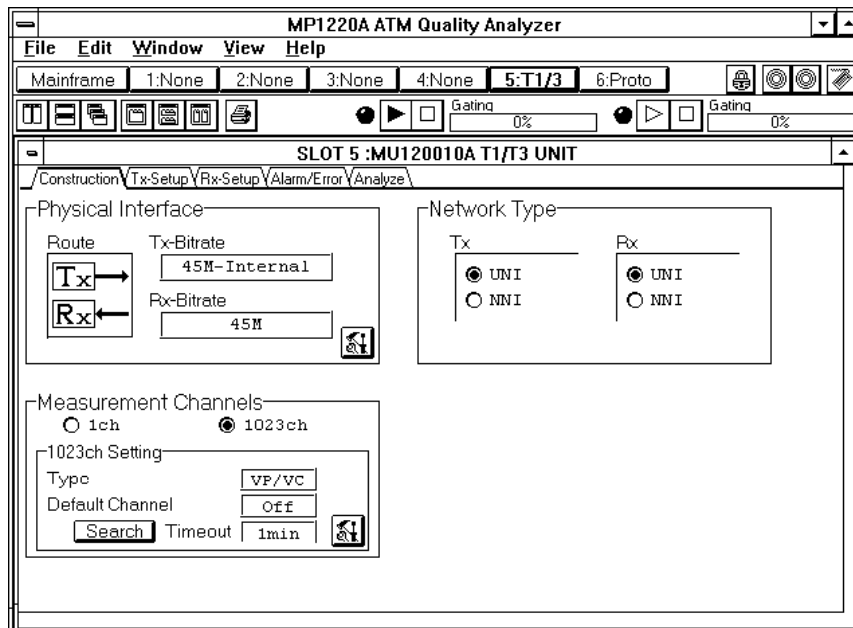 MP1220A ATM Quality Analyzer
File Edit Window View Help
Mainframe 1:None 2:None 3:None 4:None 5:T1/3 6:Proto
Gating Gating
0% 0%
SLOT 5 :MU120010A T1/T3 UNIT
Construction Tx-Setup Rx-Setup Alarm/Error Analyze
Physical Interface Network Type
Route Tx-Bitrate Tx Rx
Tx 45M-Internal UNI UNI
Rx-Bitrate NNI NNI
Rx 45M
Measurement Channels
1ch 1023ch
1023ch Setting
Type VP/VC
Default Channel Off
Search Timeout 1min